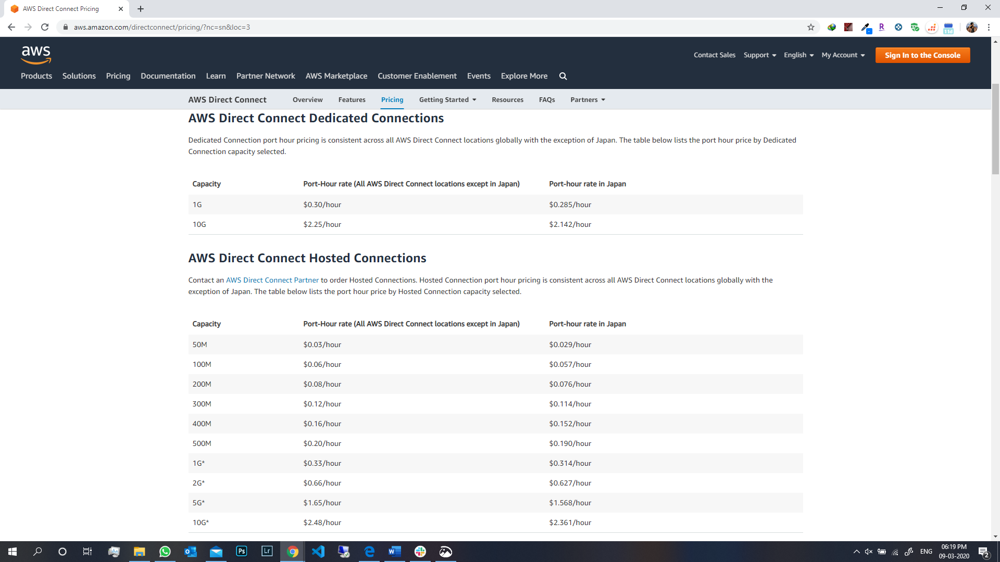 AWS Direct Connect Pricing
aws.amazon.com/directconnect/pricing/?nc=sn&loc=3
R
11d
aws
Contact Sales Support English My Account Sign In to the Console
Products Solutions Pricing Documentation Learn Partner Network AWS Marketplace Customer Enablement Events Explore More
AWS Direct Connect Overview Features Pricing Getting Started Resources FAQs Partners
AWS Direct Connect Dedicated Connections
Dedicated Connection port hour pricing is consistent across all AWS Direct Connect locations globally with the exception of Japan. The table below lists the port hour price by Dedicated
Connection capacity selected.
Capacity Port-Hour rate (All AWS Direct Connect locations except in Japan) Port-hour rate in Japan
1G $0.30/hour $0.285/hour
10G $2.25/hour $2.142/hour
AWS Direct Connect Hosted Connections
Contact an AWS Direct Connect Partner to order Hosted Connections. Hosted Connection port hour pricing is consistent across all AWS Direct Connect locations globally with the
exception of Japan. The table below lists the port hour price by Hosted Connection capacity selected.
Capacity Port-Hour rate (All AWS Direct Connect locations except in Japan) Port-hour rate in Japan
50M $0.03/hour $0.029/hour
100M $0.06/hour $0.057/hour
200M $0.08/hour $0.076/hour
300M $0.12/hour $0.114/hour
400M $0.16/hour $0.152/hour
500M $0.20/hour $0.190/hour
1G* $0.33/hour $0.314/hour
2G* $0.66/hour $0.627/hour
5G* $1.65/hour $1.568/hour
10G* $2.48/hour $2.361/hour
Ps Lr
ENG
06:19 PM
09-03-2020
2